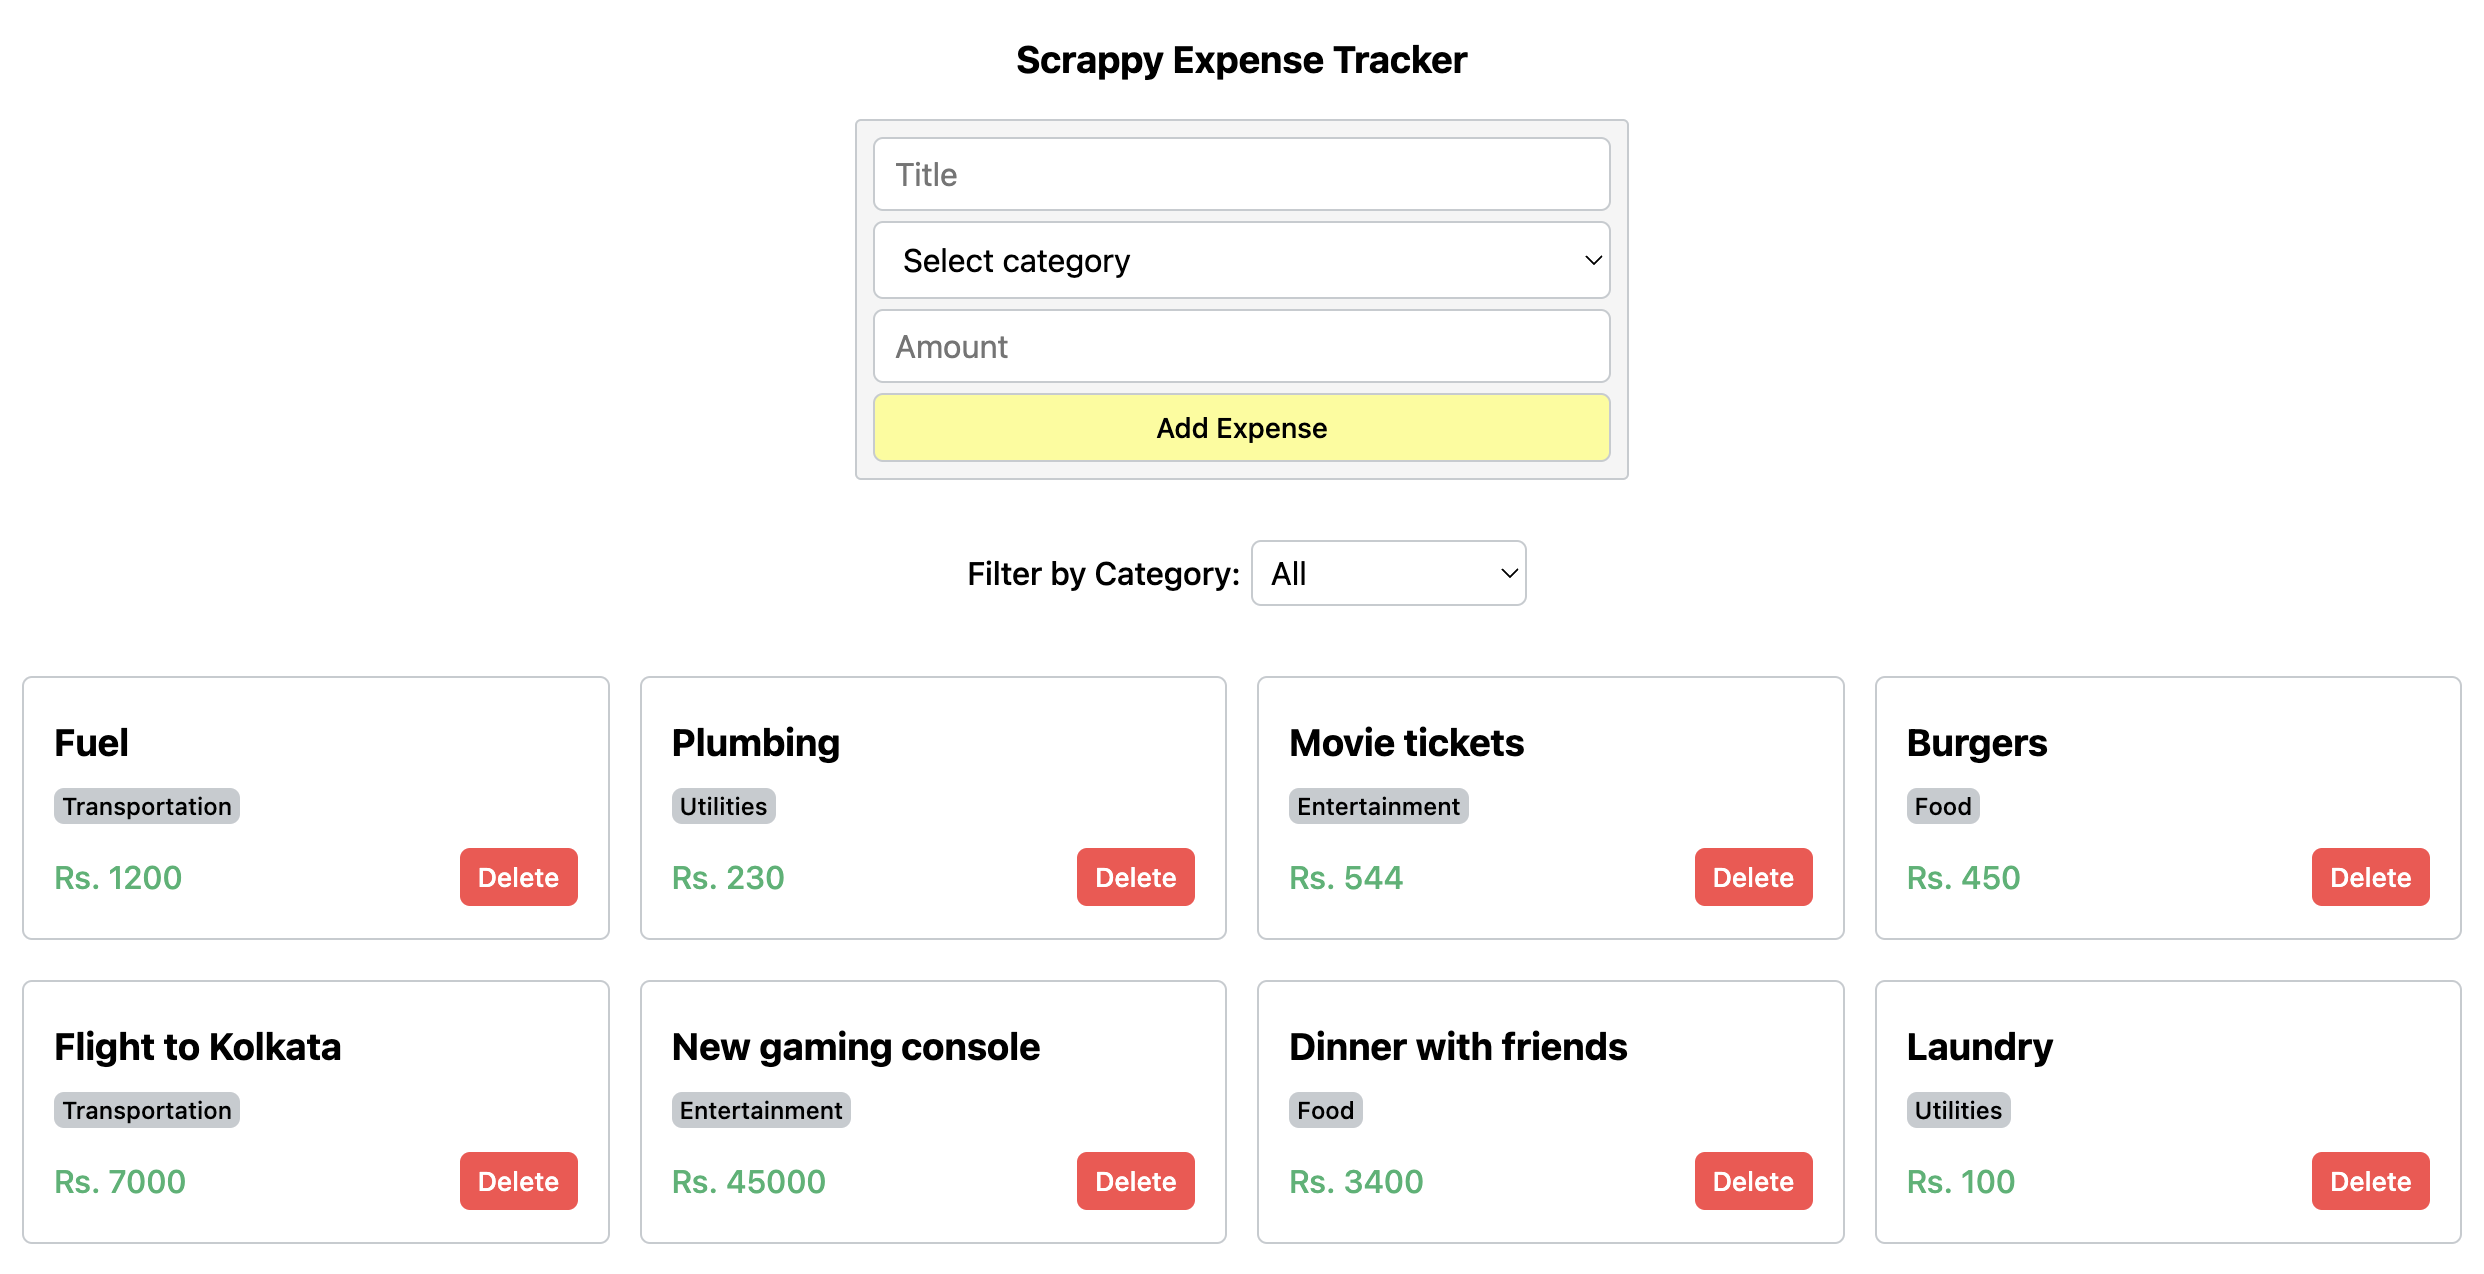 Scrappy Expense Tracker
Title
Select category
Amount
Add Expense
Filter by Category: All
Fuel
Transportation
Rs. 1200 Delete
Plumbing
Utilities
Rs. 230 Delete
Movie tickets
Entertainment
Rs. 544 Delete
Burgers
Food
Rs. 450 Delete
Flight to Kolkata
Transportation
Rs. 7000 Delete
New gaming console
Entertainment
Rs. 45000 Delete
Dinner with friends
Food
Rs. 3400 Delete
Laundry
Utilities
Rs. 100 Delete